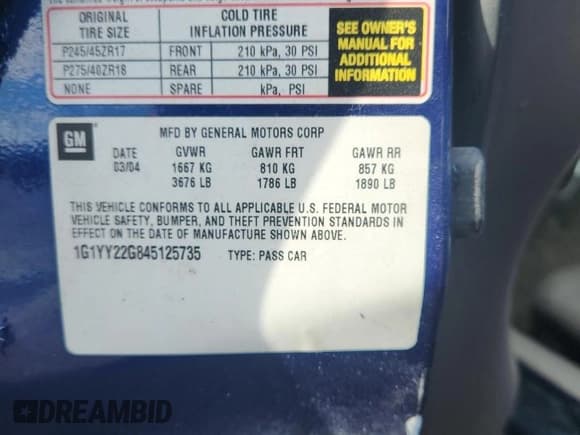 ORIGINAL TIRE SIZE COLD TIRE INFLATION PRESSURE
P245/45ZR17 FRONT 210 kPa, 30 PSI
P275/40ZR18 REAR 210 kPa, 30 PSI
NONE SPARE kPa, PSI
SEE OWNER'S
MANUAL FOR
ADDITIONAL
INFORMATION
GM
MFD BY GENERAL MOTORS CORP
DATE GVWR GAWR FRT GAWR RR
03/04 1667 KG 810 KG 857 KG
3676 LB 1786 LB 1890 LB
THIS VEHICLE CONFORMS TO ALL APPLICABLE U.S. FEDERAL MOTOR
VEHICLE SAFETY, BUMPER, AND THEFT PREVENTION STANDARDS IN
EFFECT ON THE DATE OF MANUFACTURE SHOWN ABOVE.
1G1YY22G845125735 TYPE: PASS CAR
DREAMBID